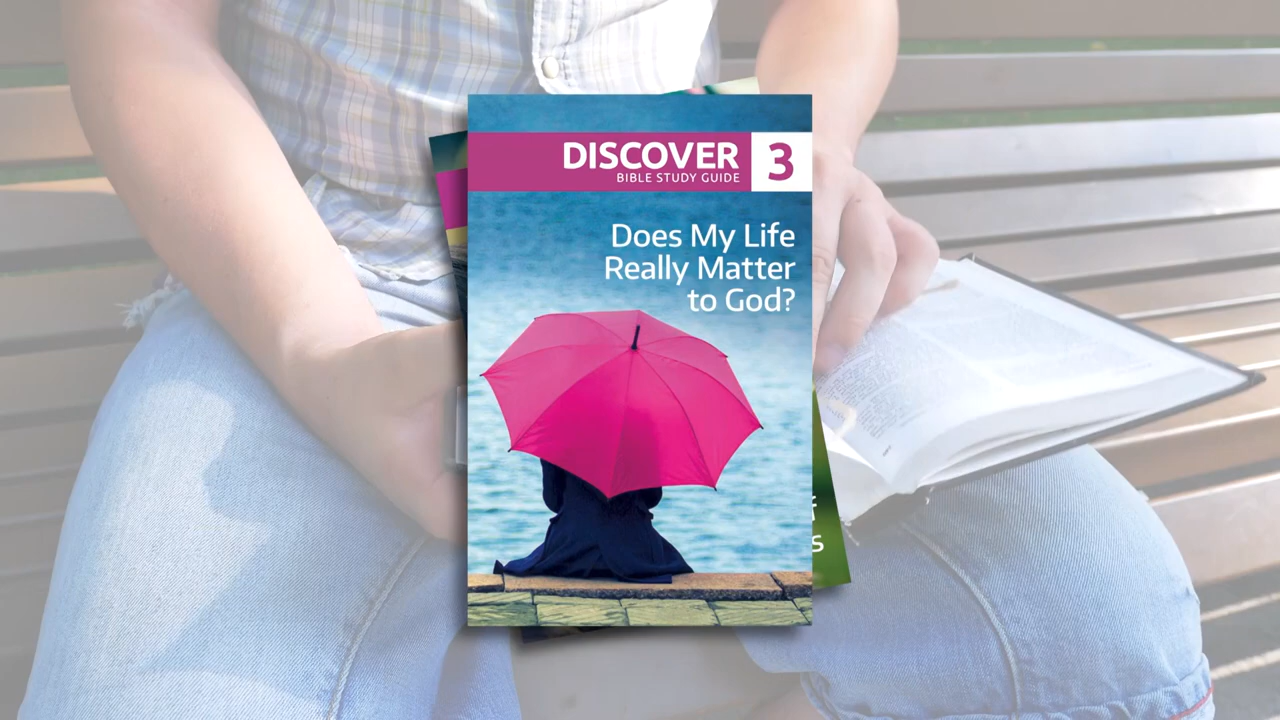 DISCOVER 3
BIBLE STUDY GUIDE
Does My Life
Really Matter
to God?